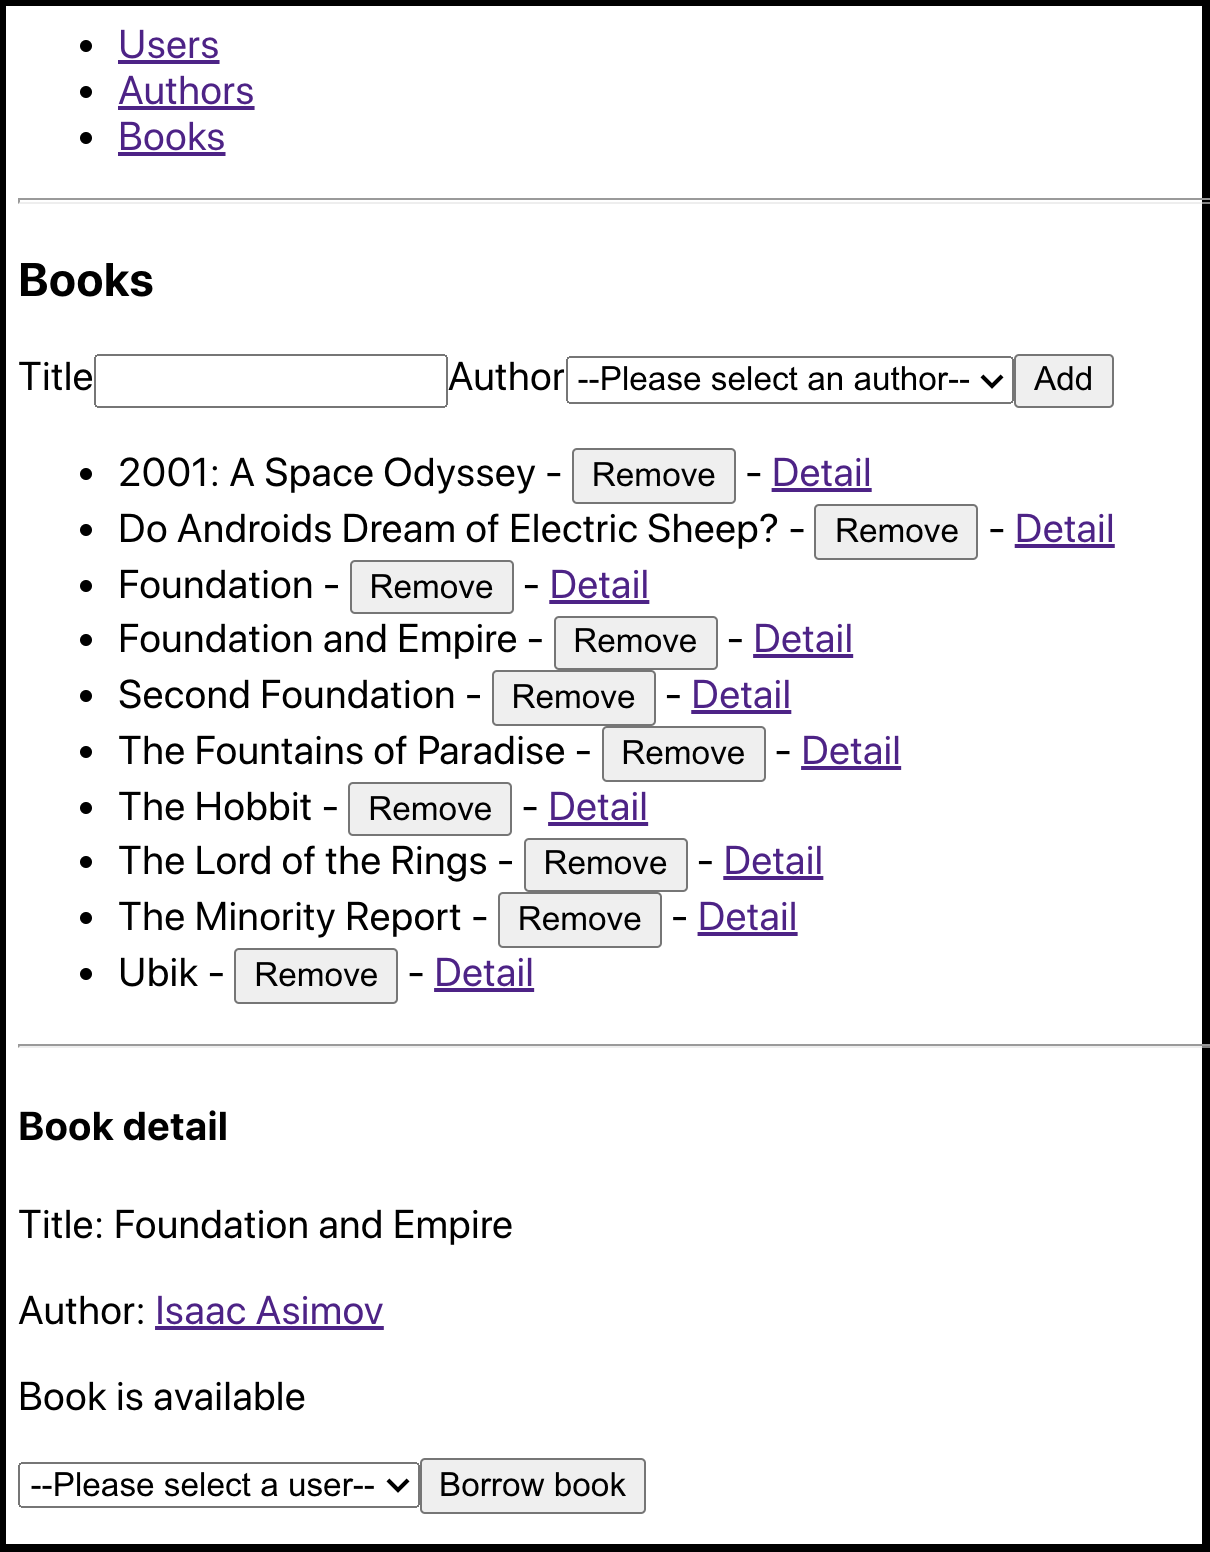 Users
Authors
Books
Books
Title Author --Please select an author-- Add
2001: A Space Odyssey - Remove - Detail
Do Androids Dream of Electric Sheep? - Remove - Detail
Foundation - Remove - Detail
Foundation and Empire - Remove - Detail
Second Foundation - Remove - Detail
The Fountains of Paradise - Remove - Detail
The Hobbit - Remove - Detail
The Lord of the Rings - Remove - Detail
The Minority Report - Remove - Detail
Ubik - Remove - Detail
Book detail
Title: Foundation and Empire
Author: Isaac Asimov
Book is available
--Please select a user-- Borrow book